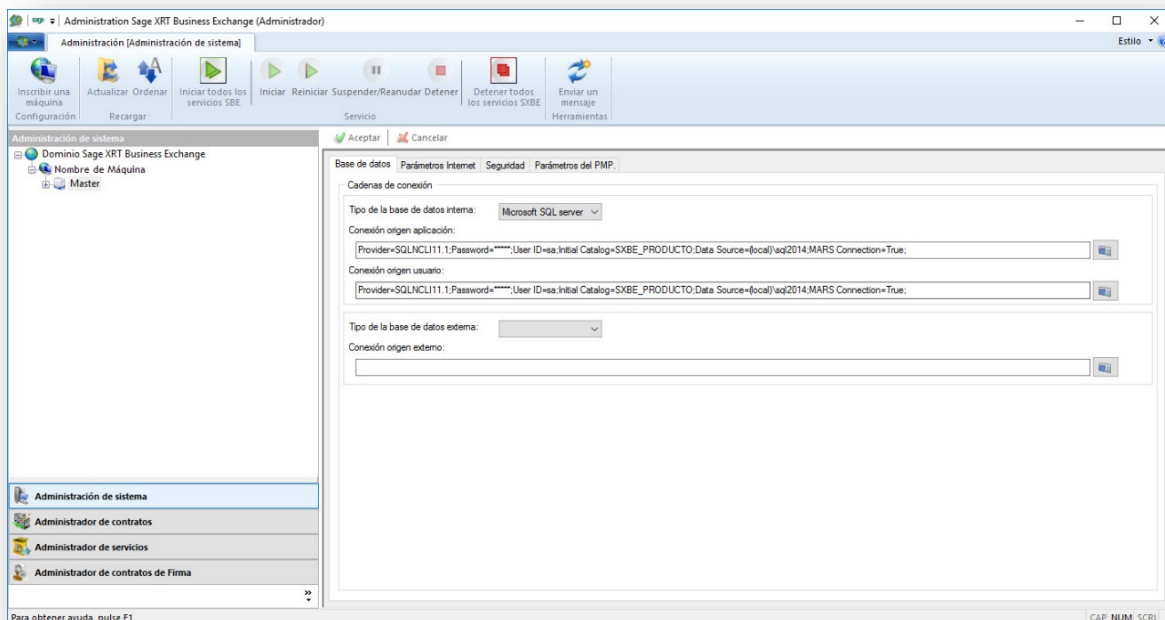 sage
Administration Sage XRT Business Exchange (Administrador)
Administración [Administración de sistema]
Estilo
Inscribir una máquina
Actualizar
Ordenar
Iniciar todos los servicios SBE
Iniciar
Reiniciar
Suspender/Reanudar
Detener
Detener todos los servicios SXBE
Enviar un mensaje
Configuración
Recargar
Servicio
Herramientas
Administración de sistema
Dominio Sage XRT Business Exchange
Nombre de Máquina
Master
Administración de sistema
Administrador de contratos
Administrador de servicios
Administrador de contratos de Firma
Aceptar
Cancelar
Base de datos
Parámetros Internet
Seguridad
Parámetros del PMP.
Cadenas de conexión
Tipo de la base de datos interna:
Microsoft SQL server
Conexión origen aplicación:
Provider=SQLNCLI11.1;Password=*****;User ID=sa;Initial Catalog=SXBE_PRODUCTO;Data Source=(local)\sql2014;MARS Connection=True;
Conexión origen usuario:
Provider=SQLNCLI11.1;Password=*****;User ID=sa;Initial Catalog=SXBE_PRODUCTO;Data Source=(local)\sql2014;MARS Connection=True;
Tipo de la base de datos externa:
Conexión origen externo:
Para obtener ayuda, pulse F1
CAP NUM SCRL